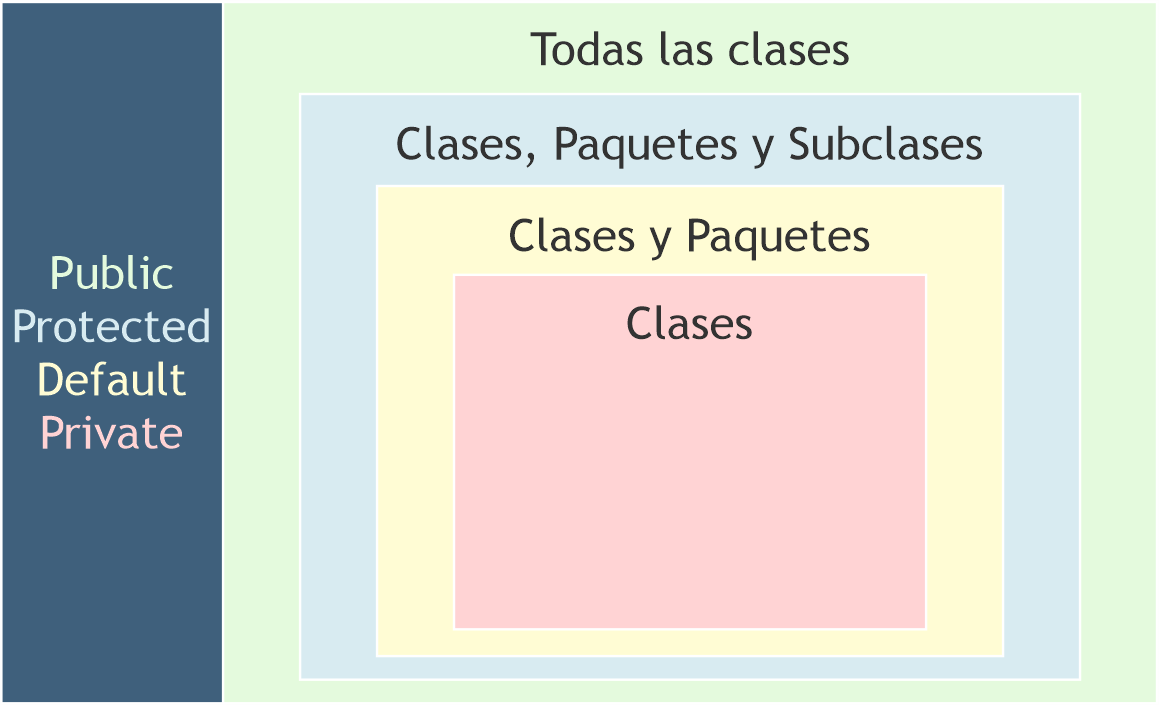 Public
Protected
Default
Private
Todas las clases
Clases, Paquetes y Subclases
Clases y Paquetes
Clases